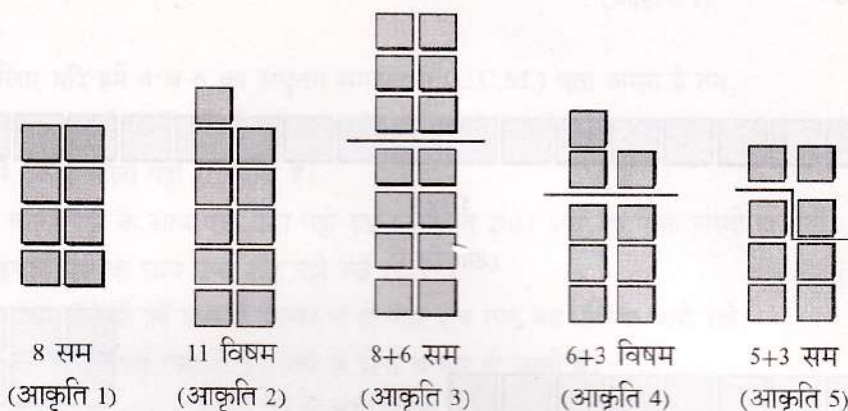 8 सम
11 विषम
8+6 सम
6+3 विषम
5+3 सम
(आकृति 1)
(आकृति 2)
(आकृति 3)
(आकृति 4)
(आकृति 5)